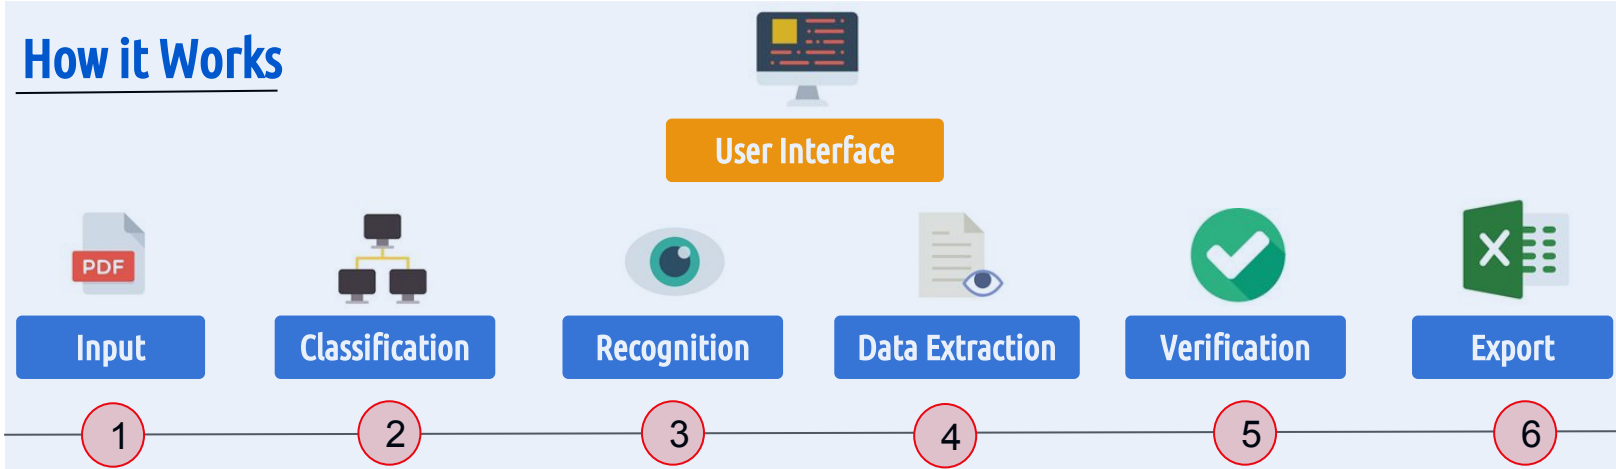 How it Works
User Interface
PDF
X
Input
Classification
Recognition
Data Extraction
Verification
Export
1
2
3
4
5
6